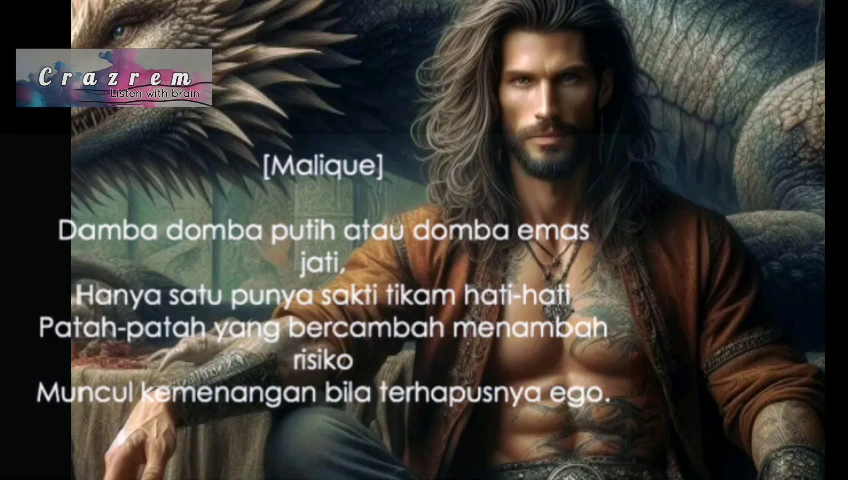 Crazrem
Listen with brain
[Malique]
Damba domba putih atau domba emas
jati,
Hanya satu punya sakti tikam hati-hati
Patah-patah yang bercambah menambah
risiko
Muncul kemenangan bila terhapusnya ego.